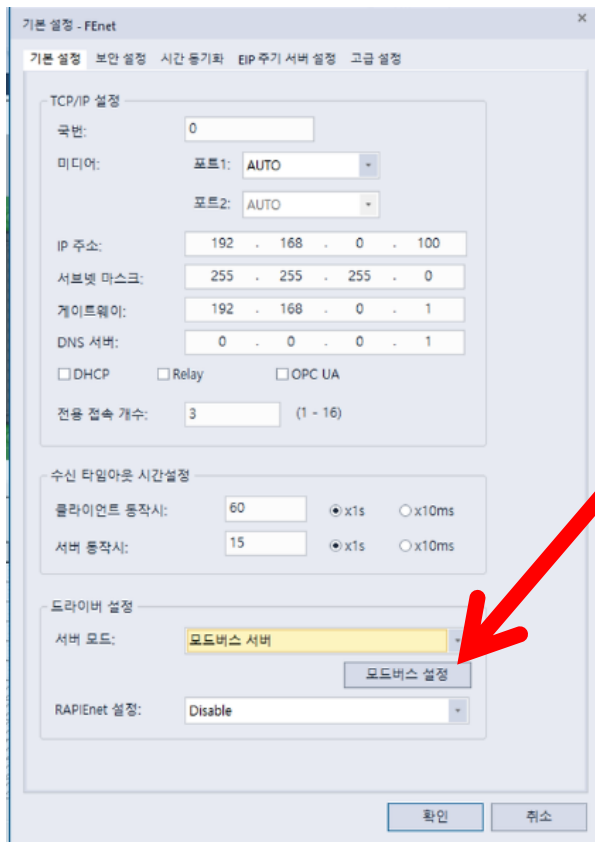 기본 설정 - FEnet
기본 설정 보안 설정 시간 동기화 EIP 주기 서버 설정 고급 설정
TCP/IP 설정
국번: 0
미디어: 포트1: AUTO
포트2: AUTO
IP 주소: 192 . 168 . 0 . 100
서브넷 마스크: 255 . 255 . 255 . 0
게이트웨이: 192 . 168 . 0 . 1
DNS 서버: 0 . 0 . 0 . 1
DHCP Relay OPC UA
전용 접속 개수: 3 (1 - 16)
수신 타임아웃 시간설정
클라이언트 동작시: 60 x1s x10ms
서버 동작시: 15 x1s x10ms
드라이버 설정
서버 모드: 모드버스 서버
모드버스 설정
RAPIEnet 설정: Disable
확인 취소